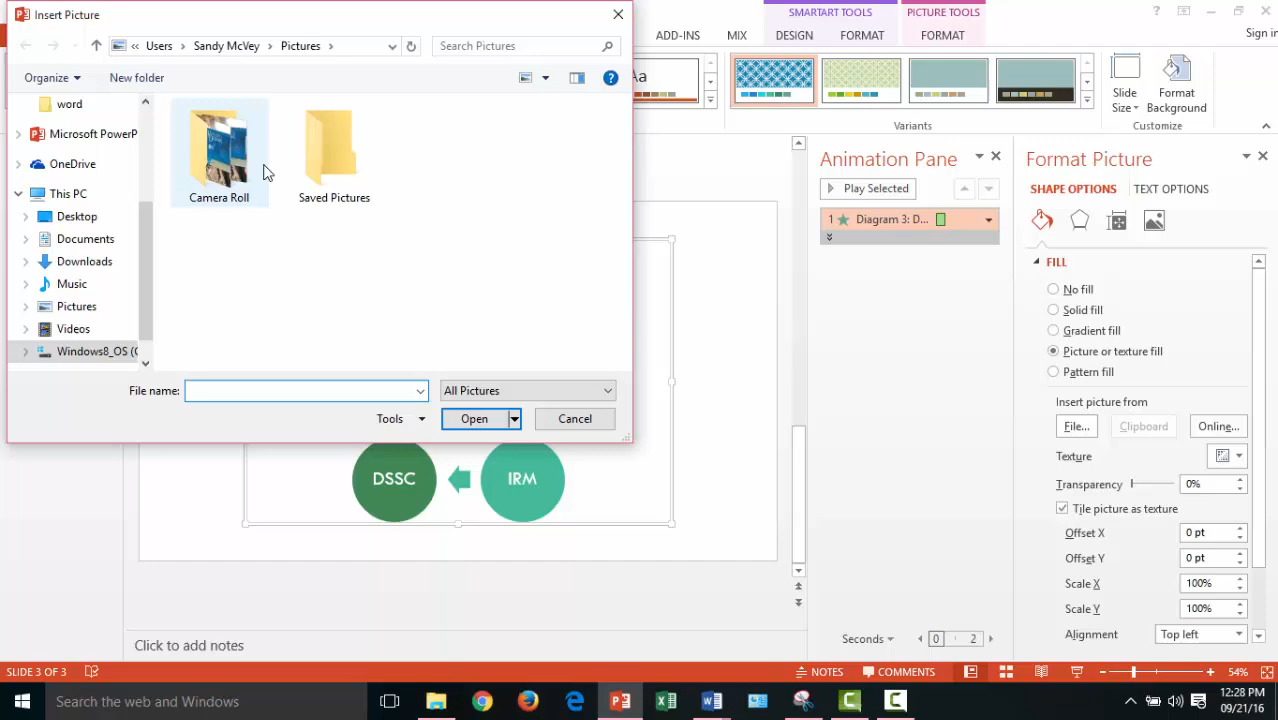 Insert Picture
Users
Sandy McVey
Pictures
Search Pictures
Organize
New folder
word
Microsoft PowerP
OneDrive
This PC
Desktop
Documents
Downloads
Music
Pictures
Videos
Windows8_OS (C
Camera Roll
Saved Pictures
File name:
All Pictures
Tools
Open
Cancel
SMARTART TOOLS
PICTURE TOOLS
ADD-INS
MIX
DESIGN
FORMAT
FORMAT
Sign in
Aa
Variants
Slide
Size
Format
Background
Customize
Animation Pane
Play Selected
1
Diagram 3: D...
Seconds
0
2
Format Picture
SHAPE OPTIONS
TEXT OPTIONS
FILL
No fill
Solid fill
Gradient fill
Picture or texture fill
Pattern fill
Insert picture from
File...
Clipboard
Online...
Texture
Transparency
0%
Tile picture as texture
Offset X
0 pt
Offset Y
0 pt
Scale X
100%
Scale Y
100%
Alignment
Top left
DSSC
IRM
Click to add notes
SLIDE 3 OF 3
NOTES
COMMENTS
54%
Search the web and Windows
12:28 PM
09/21/16